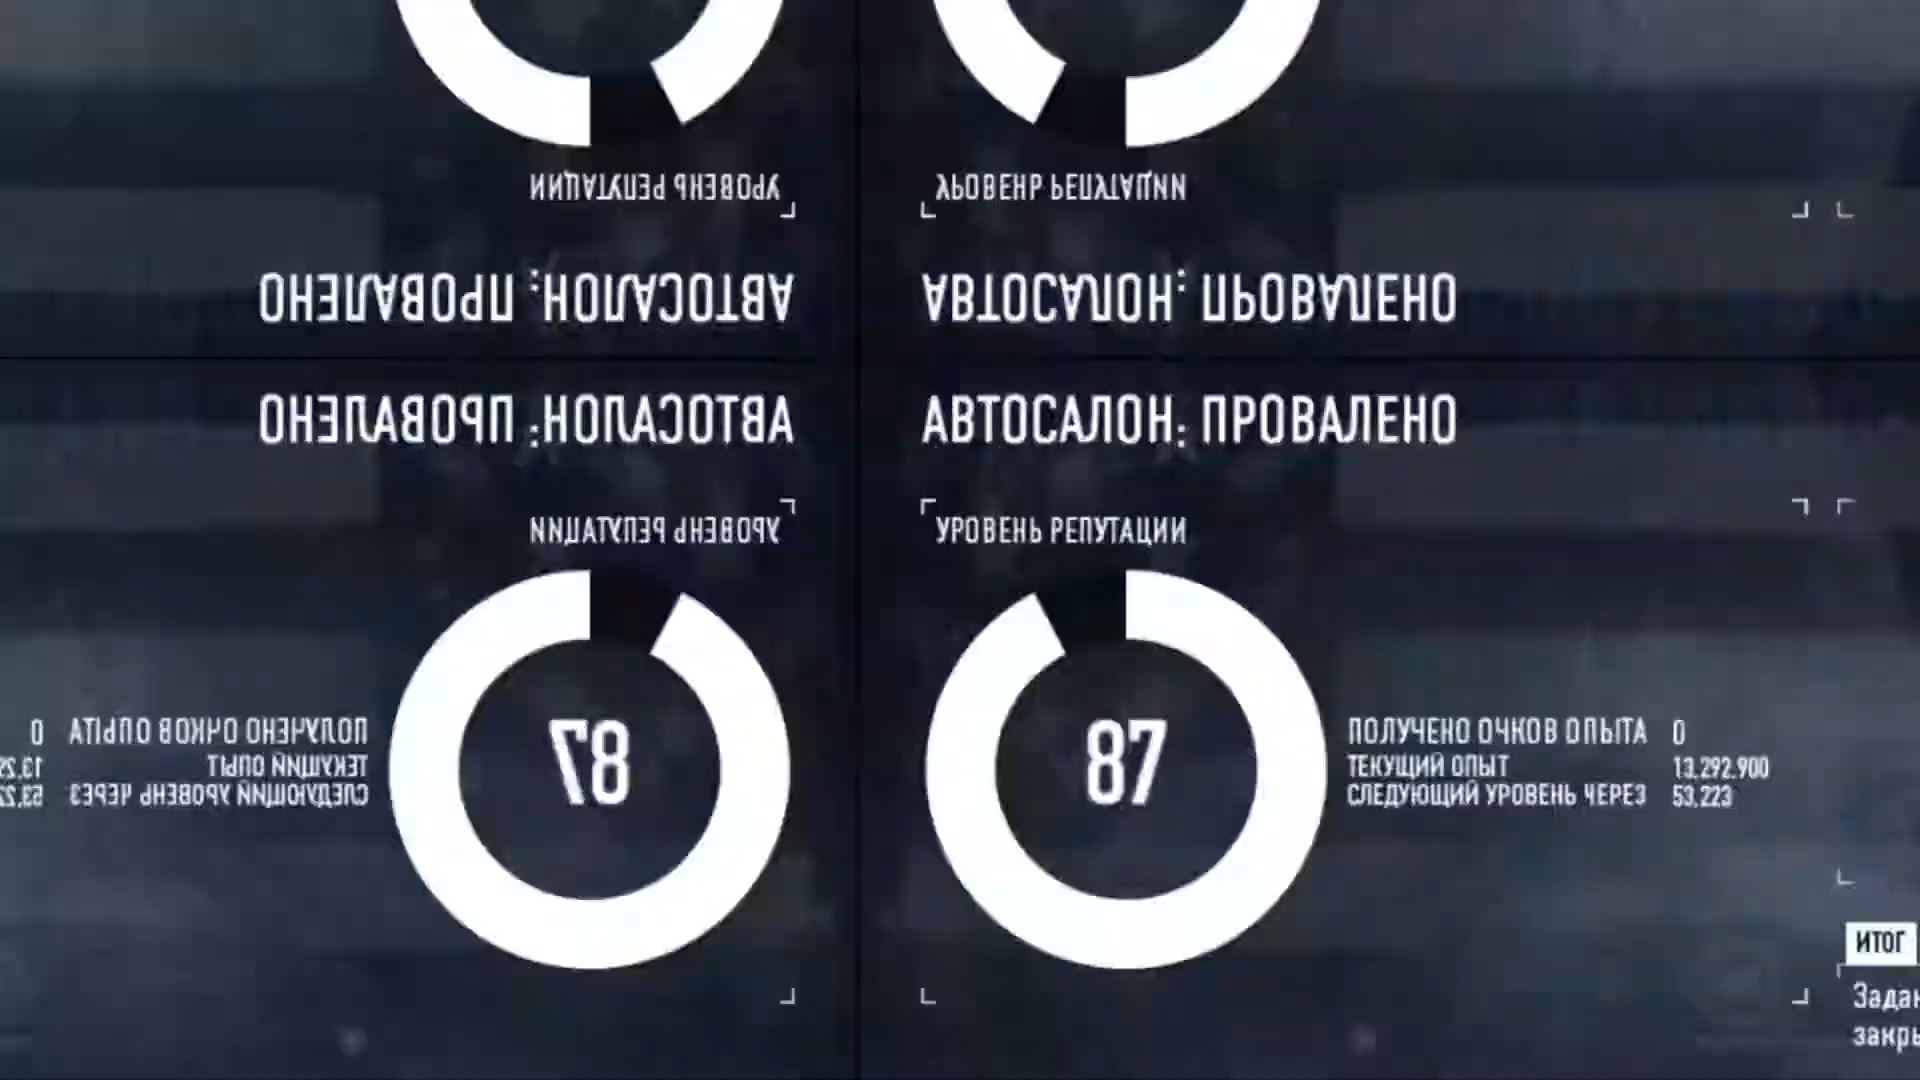 УРОВЕНЬ РЕПУТАЦИИ
УРОВЕНЬ РЕПУТАЦИИ
АВТОСАЛОН: ПРОВАЛЕНО
АВТОСАЛОН: ПРОВАЛЕНО
АВТОСАЛОН: ПРОВАЛЕНО
АВТОСАЛОН: ПРОВАЛЕНО
УРОВЕНЬ РЕПУТАЦИИ
УРОВЕНЬ РЕПУТАЦИИ
87
87
ПОЛУЧЕНО ОЧКОВ ОПЫТА 0
ТЕКУЩИЙ ОПЫТ
СЛЕДУЮЩИЙ УРОВЕНЬ ЧЕРЕЗ
ПОЛУЧЕНО ОЧКОВ ОПЫТА 0
ТЕКУЩИЙ ОПЫТ 13,292,900
СЛЕДУЮЩИЙ УРОВЕНЬ ЧЕРЕЗ 53,223
ИТОГ